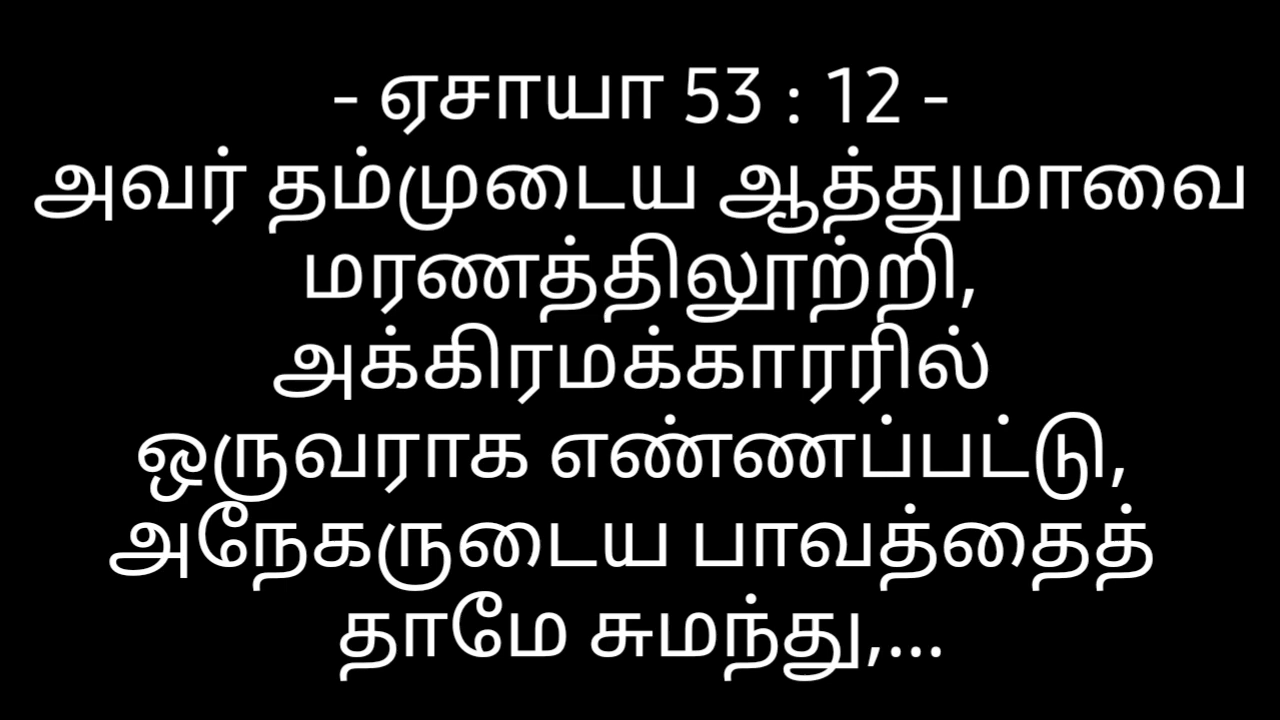 - ஏசாயா 53 : 12 -
அவர் தம்முடைய ஆத்துமாவை
மரணத்திலூற்றி,
அக்கிரமக்காரரில்
ஒருவராக எண்ணப்பட்டு,
அநேகருடைய பாவத்தைத்
தாமே சுமந்து,...